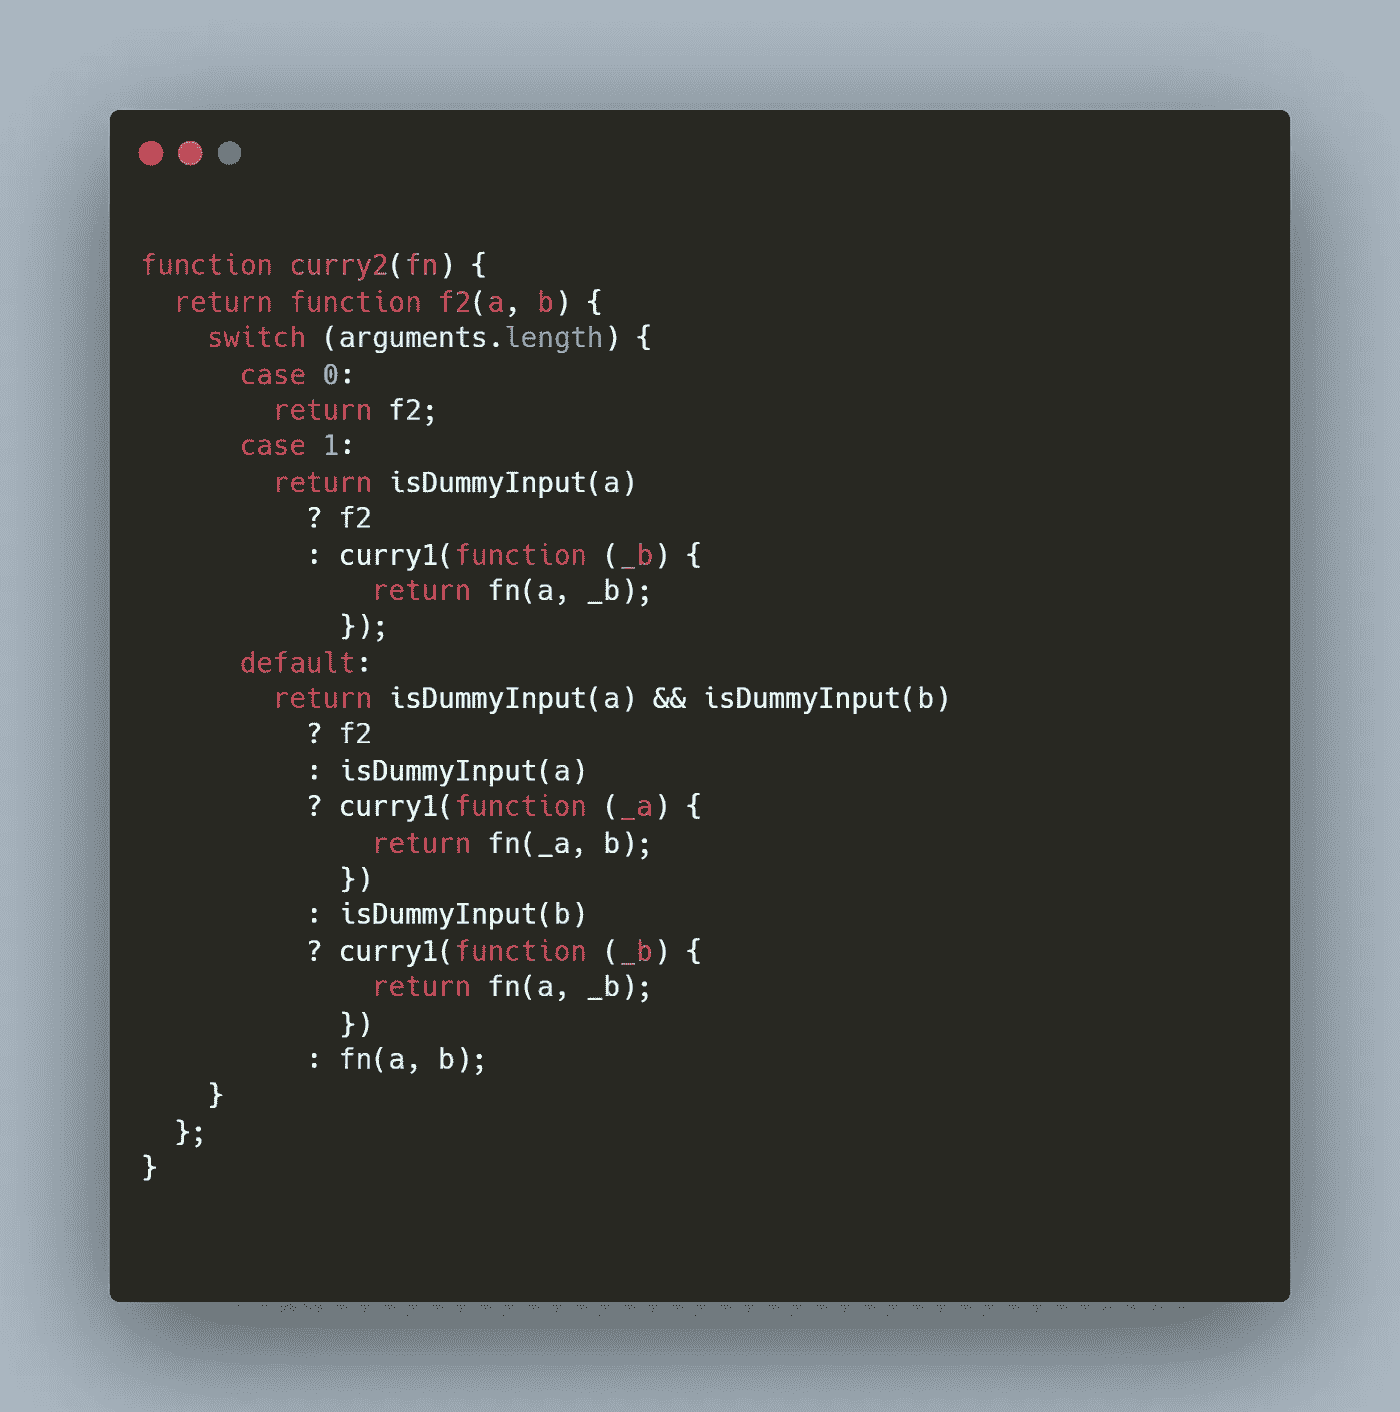 function curry2(fn) {
  return function f2(a, b) {
    switch (arguments.length) {
      case 0:
        return f2;
      case 1:
        return isDummyInput(a)
          ? f2
          : curry1(function (_b) {
              return fn(a, _b);
            });
      default:
        return isDummyInput(a) && isDummyInput(b)
          ? f2
          : isDummyInput(a)
          ? curry1(function (_a) {
              return fn(_a, b);
            })
          : isDummyInput(b)
          ? curry1(function (_b) {
              return fn(a, _b);
            })
          : fn(a, b);
    }
  };
}